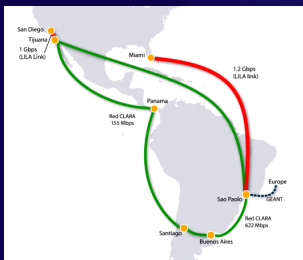 San Diego
Tijuana
1 Gbps
(LILA Link)
Miami
1.2 Gbps
(LILA link)
Panama
Red CLARA
155 Mbps
Europe
Sao Paolo
GEANT
Red CLARA
622 Mbps
Santiago
Buenos Aires